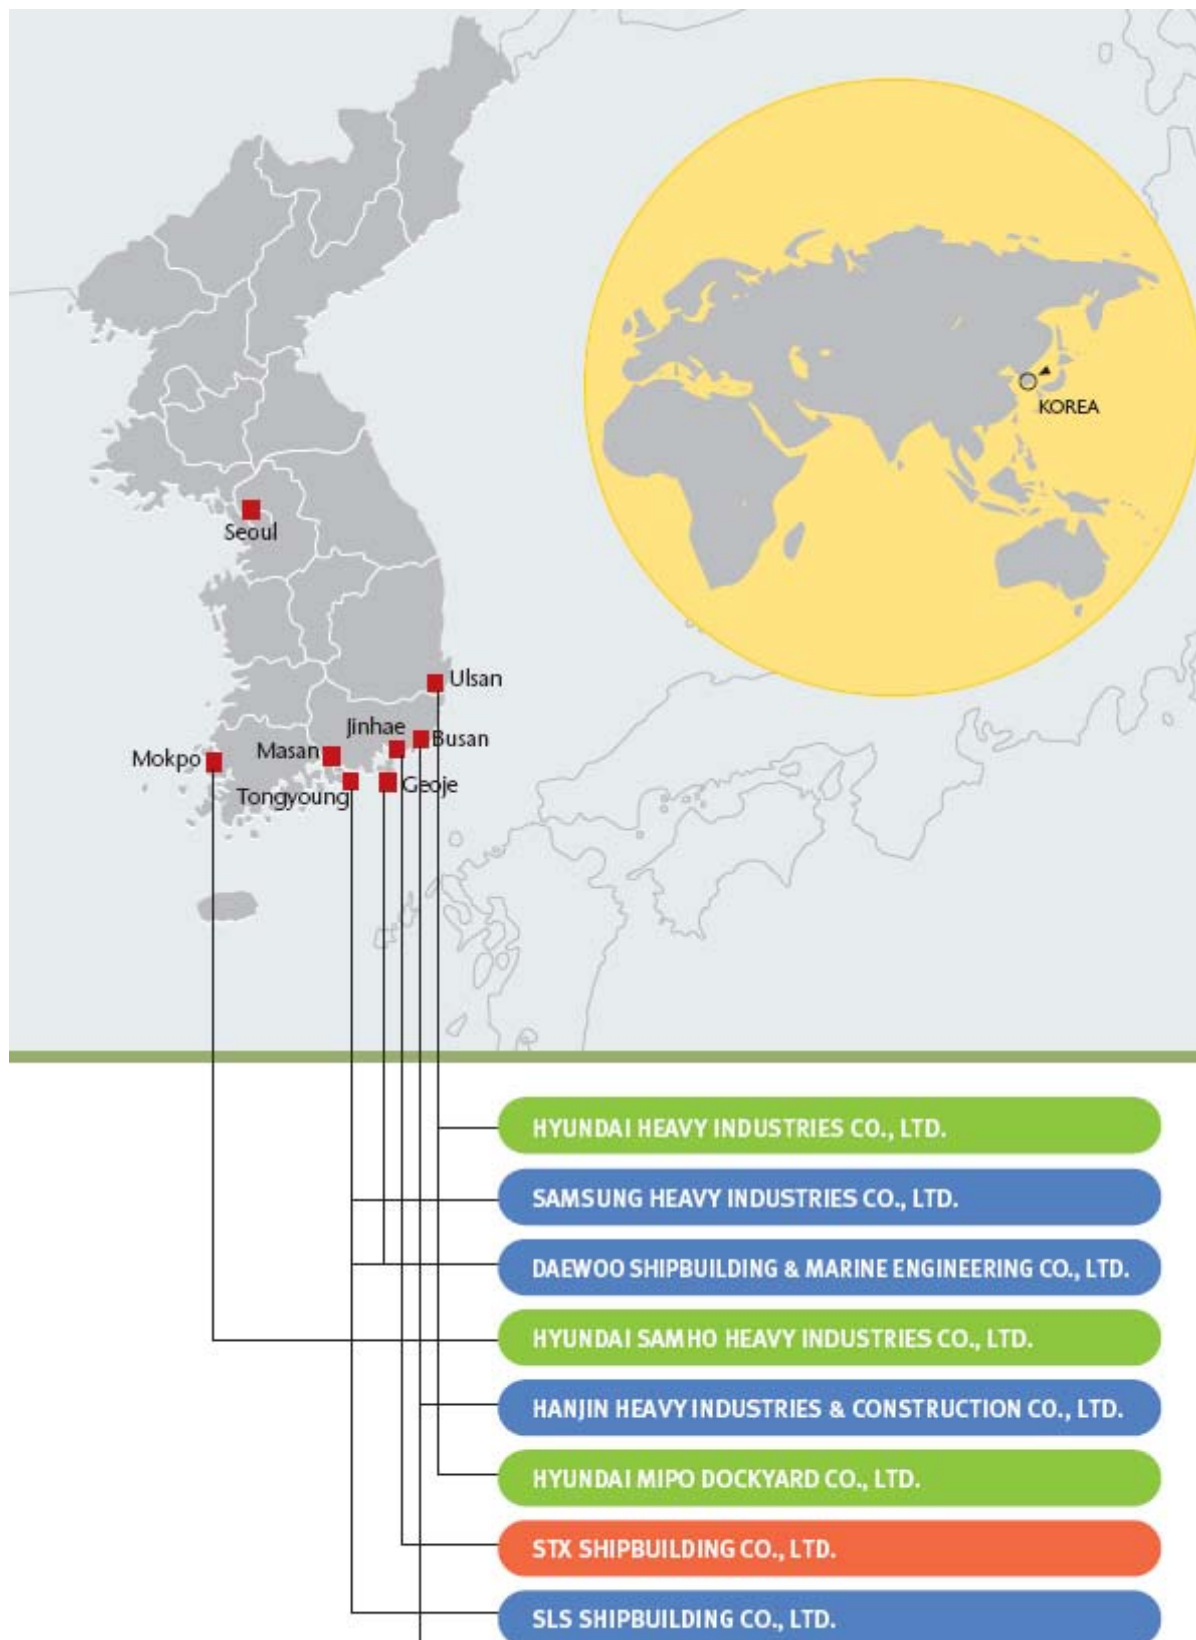 KOREA
Seoul
Ulsan
Jinhae
Busan
Masan
Mokpo
Geoje
Tongyoung
HYUNDAI HEAVY INDUSTRIES CO., LTD.
SAMSUNG HEAVY INDUSTRIES CO., LTD.
DAEWOO SHIPBUILDING & MARINE ENGINEERING CO., LTD.
HYUNDAI SAMHO HEAVY INDUSTRIES CO., LTD.
HANJIN HEAVY INDUSTRIES & CONSTRUCTION CO., LTD.
HYUNDAI MIPO DOCKYARD CO., LTD.
STX SHIPBUILDING CO., LTD.
SLS SHIPBUILDING CO., LTD.